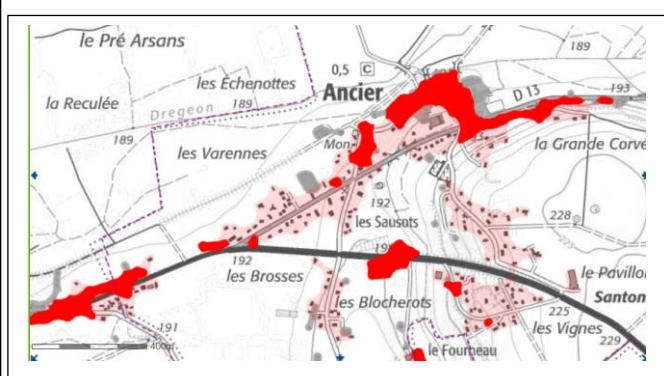 le Pré Arsans
189
les Échenottes
0,5 C
Ancier
D 13
193
la Reculée
189
Dregeon
189
les Varennes
Mon
la Grande Corvé
192
les Sausots
228
192
les Brosses
les Blocherots
le Pavillon
Santon
225
les Vignes
191
229
le Fourneau
400m